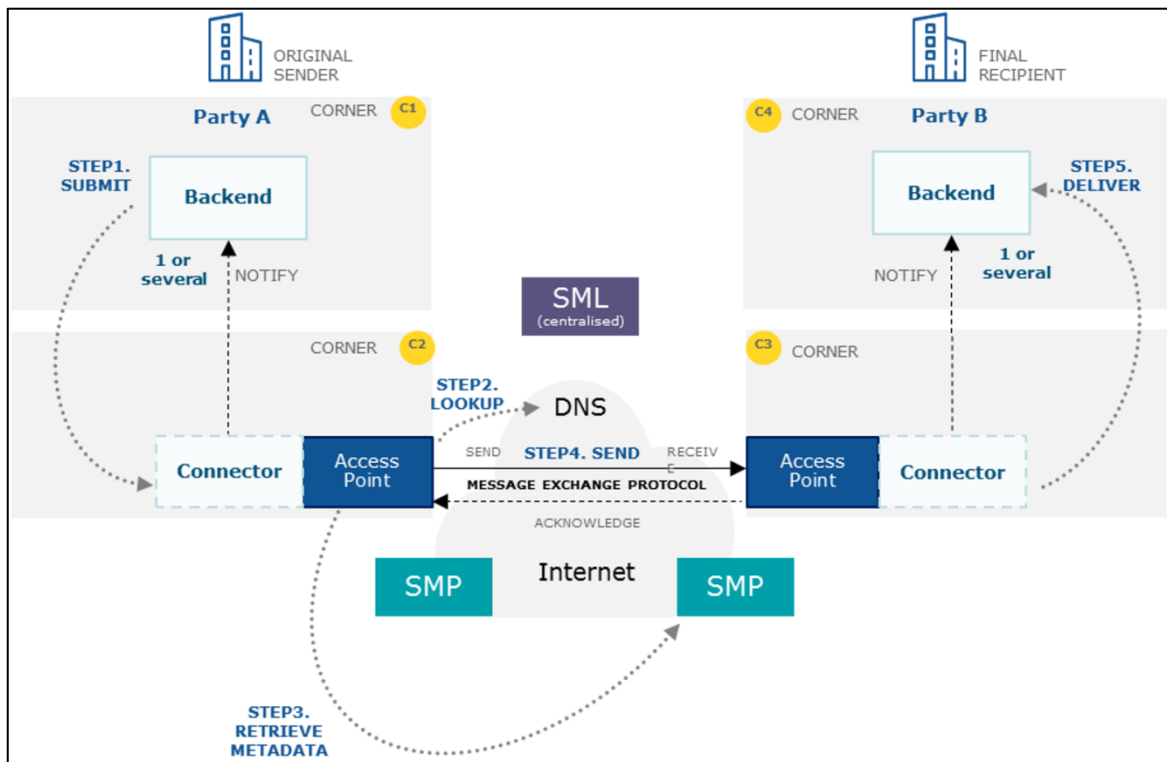 ORIGINAL
SENDER
FINAL
RECIPIENT
Party A
CORNER
C1
C4
CORNER
Party B
STEP1.
SUBMIT
Backend
1 or
several
NOTIFY
STEP5.
DELIVER
Backend
1 or
several
NOTIFY
SML
(centralised)
CORNER
C2
C3
CORNER
STEP2.
LOOKUP
DNS
Connector
Access
Point
SEND
STEP4. SEND
RECEIV
E
MESSAGE EXCHANGE PROTOCOL
ACKNOWLEDGE
Access
Point
Connector
Internet
SMP
SMP
STEP3.
RETRIEVE
METADATA